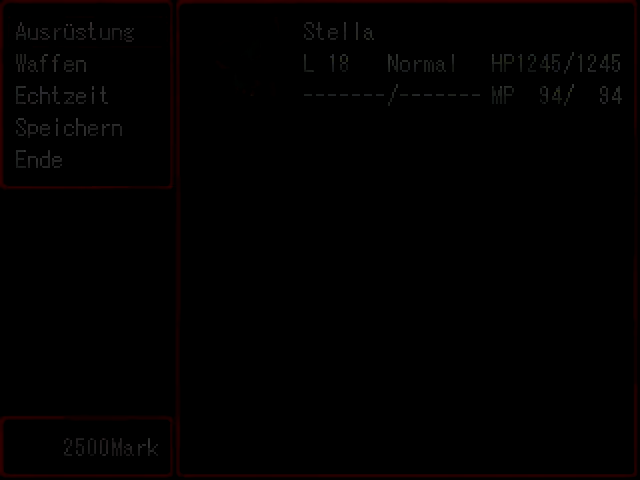 Ausrüstung
Waffen
Echtzeit
Speichern
Ende
Stella
L 18 Normal HP1245/1245
-------/------- MP 94/ 94
2500Mark